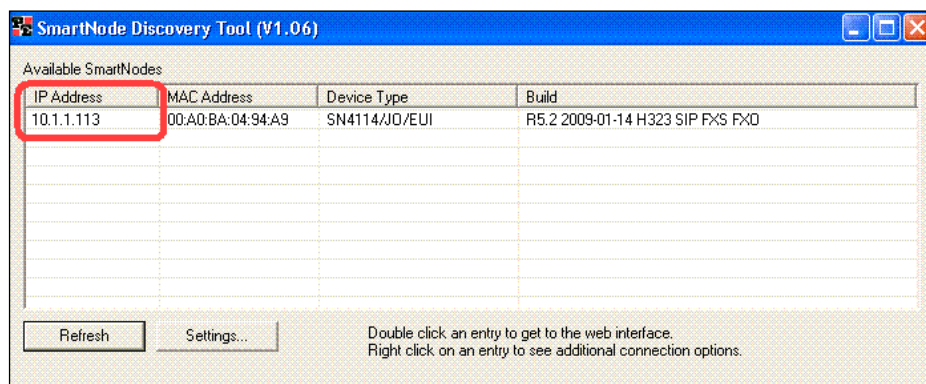 SmartNode Discovery Tool (V1.06)
Available SmartNodes
IP Address MAC Address Device Type Build
10.1.1.113 00:A0:BA:04:94:A9 SN4114/JO/EUI R5.2 2009-01-14 H323 SIP FXS FXO
Refresh Settings... Double click an entry to get to the web interface.
Right click on an entry to see additional connection options.